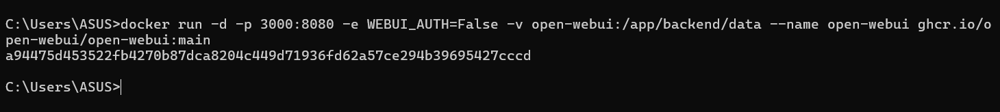 C:\Users\ASUS>docker run -d -p 3000:8080 -e WEBUI_AUTH=False -v open-webui:/app/backend/data --name open-webui ghcr.io/o
pen-webui/open-webui:main
a94475d453522fb4270b87dca8204c449d71936fd62a57ce294b39695427cccd
C:\Users\ASUS>